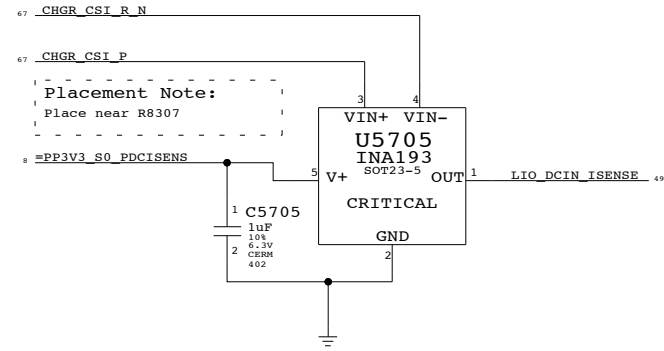 67 CHGR_CSI_R_N
67 CHGR_CSI_P
Placement Note:
Place near R8307
3 4
VIN+ VIN-
U5705
INA193
SOT23-5
8 =PP3V3_S0_PDCISENS
5 V+ OUT 1 LIO_DCIN_ISENSE 49
CRITICAL
GND
2
1 C5705
1uF
10%
6.3V
2 CERM
402